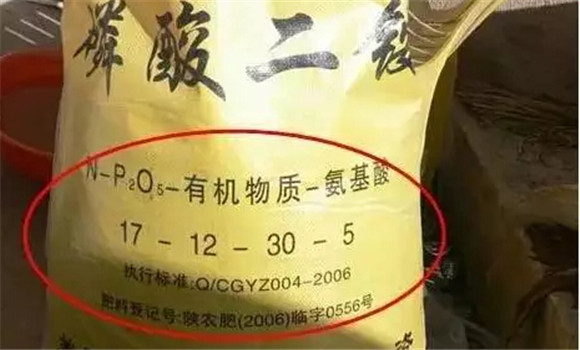 磷酸二铵
N-P₂O₅-有机物质-氨基酸
17 - 12 - 30 - 5
执行标准:Q/CGYZ004-2006
肥料登记号:陕农肥(2006)临字0556号